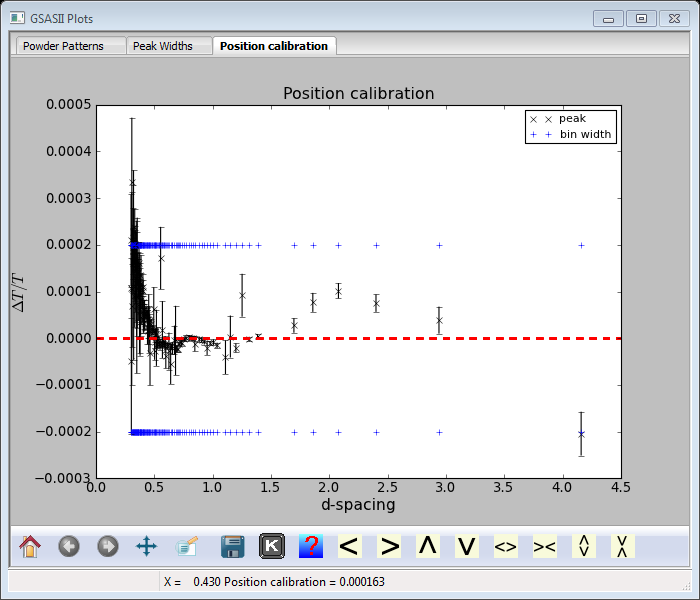 GSASII Plots
Powder Patterns Peak Widths Position calibration
Position calibration
0.0005
0.0004
0.0003
0.0002
0.0001
0.0000
−0.0001
−0.0002
−0.0003
ΔT/T
× × peak
+ + bin width
0.0 0.5 1.0 1.5 2.0 2.5 3.0 3.5 4.0 4.5
d-spacing
K ? < > Λ V <> ><
X = 0.430 Position calibration = 0.000163